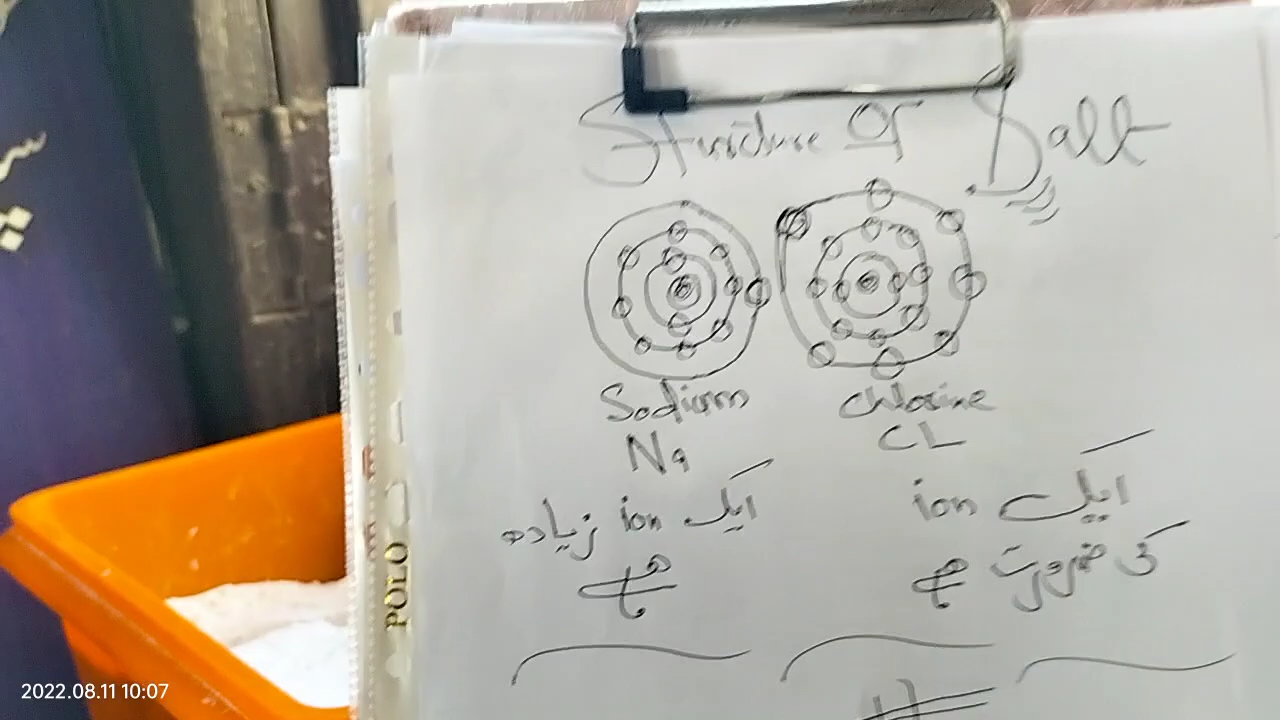 Structure Of Salt
Sodium
Na
ایک ion زیادہ
ہے
Chlorine
CL
ایک ion
کی ضرورت ہے
POLO
2022.08.11 10:07